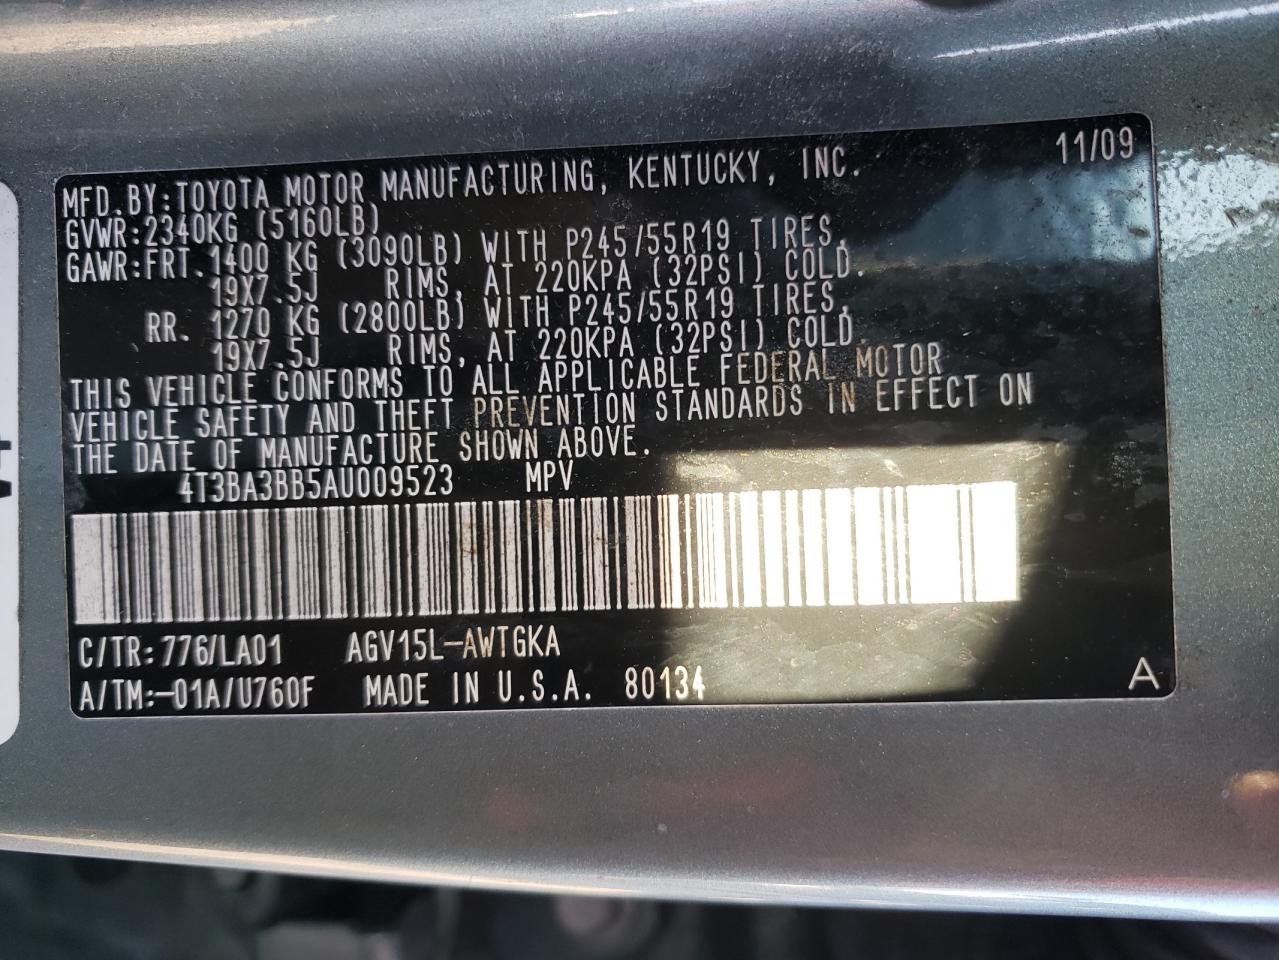 11/09
MFD.BY:TOYOTA MOTOR MANUFACTURING, KENTUCKY, INC.
GVWR:2340KG (5160LB)
GAWR:FRT.1400 KG (3090LB) WITH P245/55R19 TIRES,
19X7.5J RIMS, AT 220KPA (32PSI) COLD.
RR. 1270 KG (2800LB) WITH P245/55R19 TIRES,
19X7.5J RIMS, AT 220KPA (32PSI) COLD.
THIS VEHICLE CONFORMS TO ALL APPLICABLE FEDERAL MOTOR
VEHICLE SAFETY AND THEFT PREVENTION STANDARDS IN EFFECT ON
THE DATE OF MANUFACTURE SHOWN ABOVE.
4T3BA3BB5AU009523 MPV
C/TR:776/LA01 AGV15L-AWTGKA
A/TM:-01A/U760F MADE IN U.S.A. 80134
A